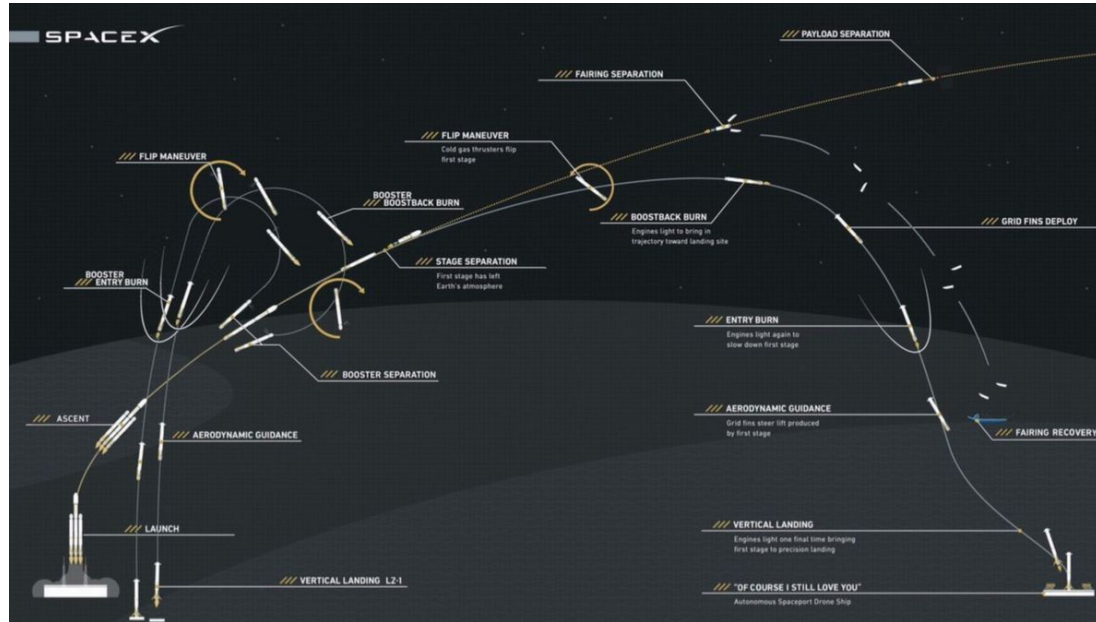 SPACEX
/// PAYLOAD SEPARATION
/// FAIRING SEPARATION
/// FLIP MANEUVER
Cold gas thrusters flip
first stage
/// FLIP MANEUVER
BOOSTER
/// BOOSTBACK BURN
/// BOOSTBACK BURN
Engines light to bring in
trajectory toward landing site
/// GRID FINS DEPLOY
/// STAGE SEPARATION
First stage has left
Earth's atmosphere
BOOSTER
/// ENTRY BURN
/// ENTRY BURN
Engines light again to
slow down first stage
/// BOOSTER SEPARATION
/// ASCENT
/// AERODYNAMIC GUIDANCE
/// AERODYNAMIC GUIDANCE
Grid fins steer lift produced
by first stage
/// FAIRING RECOVERY
/// LAUNCH
/// VERTICAL LANDING
Engines light one final time bringing
first stage to precision landing
/// VERTICAL LANDING LZ-1
/// "OF COURSE I STILL LOVE YOU"
Autonomous Spaceport Drone Ship